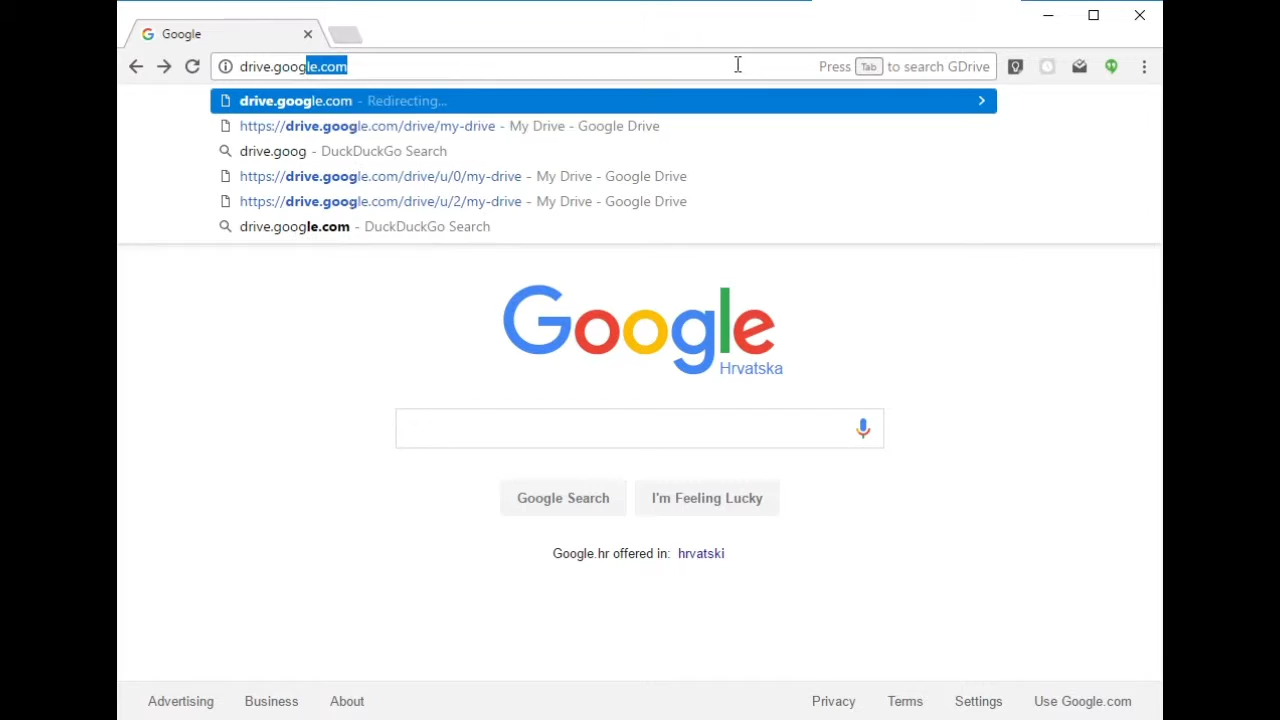 Google
drive.google.com Press Tab to search GDrive
drive.google.com - Redirecting...
https://drive.google.com/drive/my-drive - My Drive - Google Drive
drive.goog - DuckDuckGo Search
https://drive.google.com/drive/u/0/my-drive - My Drive - Google Drive
https://drive.google.com/drive/u/2/my-drive - My Drive - Google Drive
drive.google.com - DuckDuckGo Search
Google
Hrvatska
Google Search I'm Feeling Lucky
Google.hr offered in: hrvatski
Advertising Business About Privacy Terms Settings Use Google.com